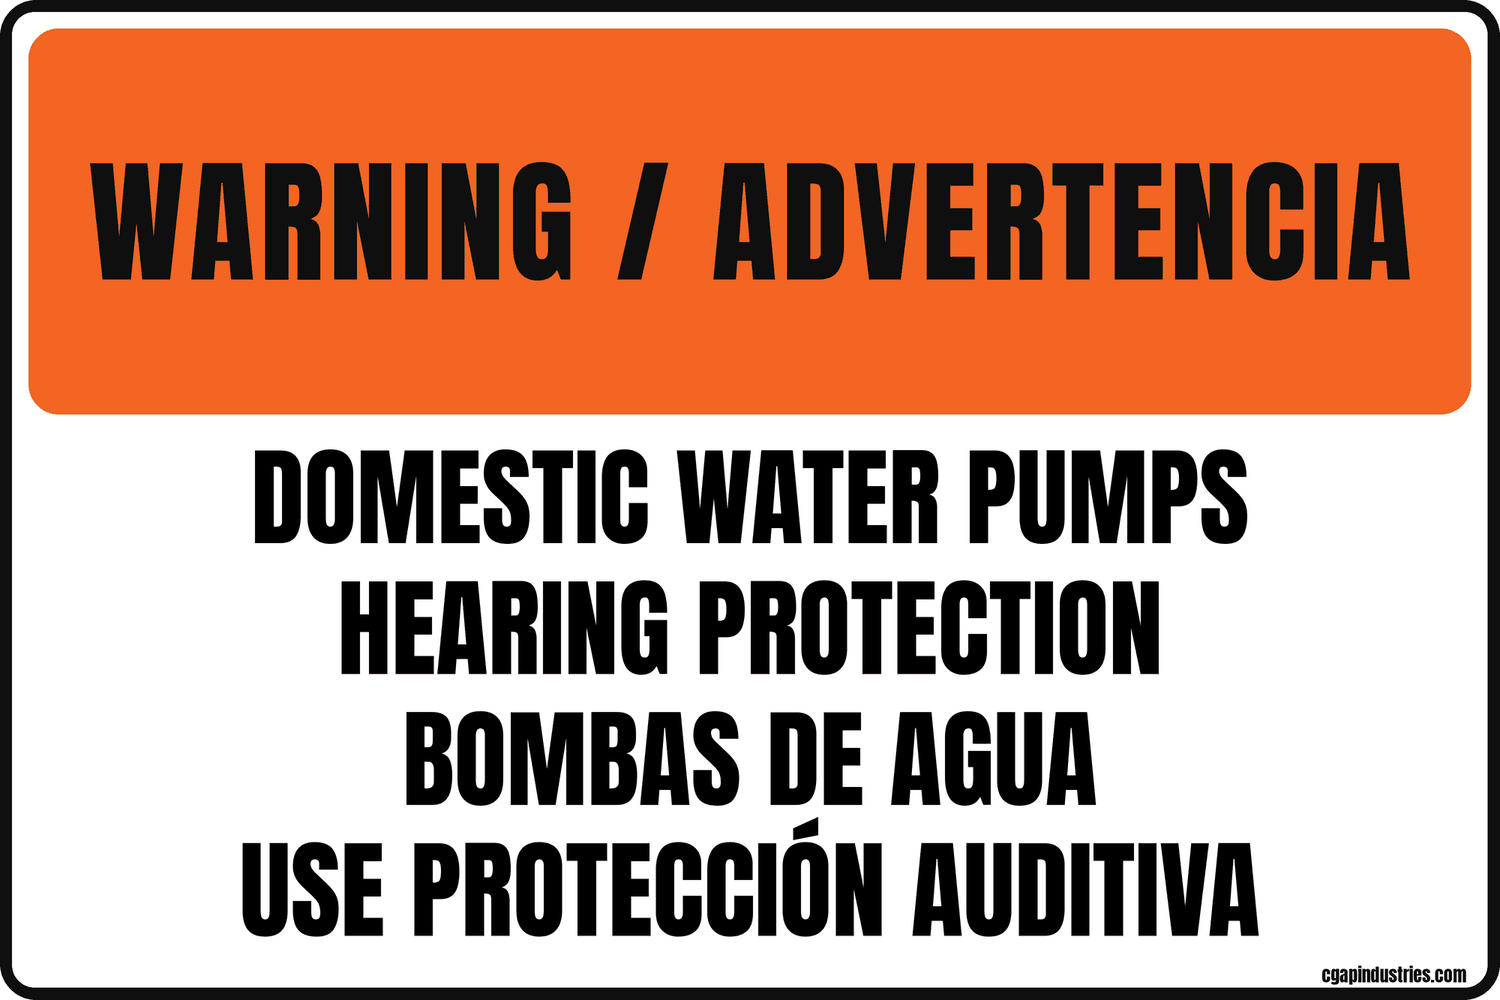 WARNING / ADVERTENCIA
DOMESTIC WATER PUMPS
HEARING PROTECTION
BOMBAS DE AGUA
USE PROTECCIÓN AUDITIVA
cgapindustries.com